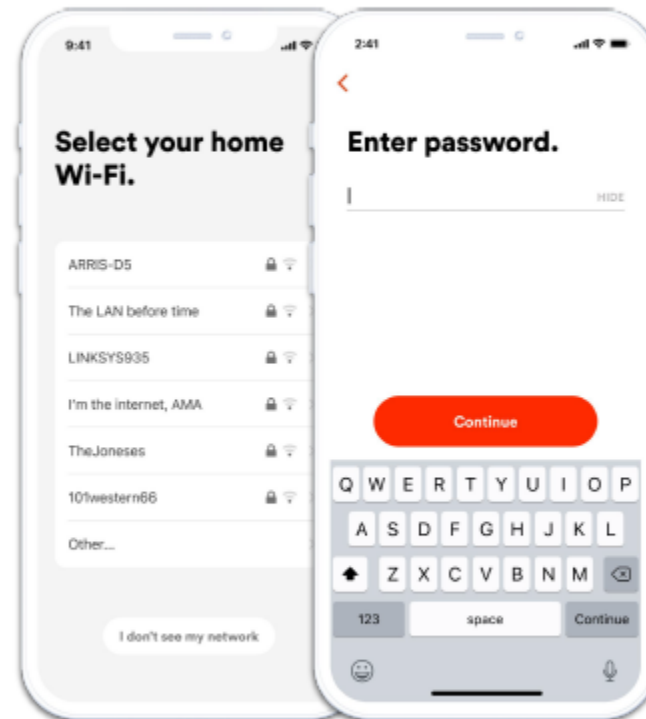 9:41
Select your home
Wi-Fi.
ARRIS-D5
The LAN before time
LINKSYS935
I'm the internet, AMA
TheJoneses
101western66
Other...
I don't see my network
2:41
Enter password.
HIDE
Continue
Q W E R T Y U I O P
A S D F G H J K L
Z X C V B N M
123 space Continue